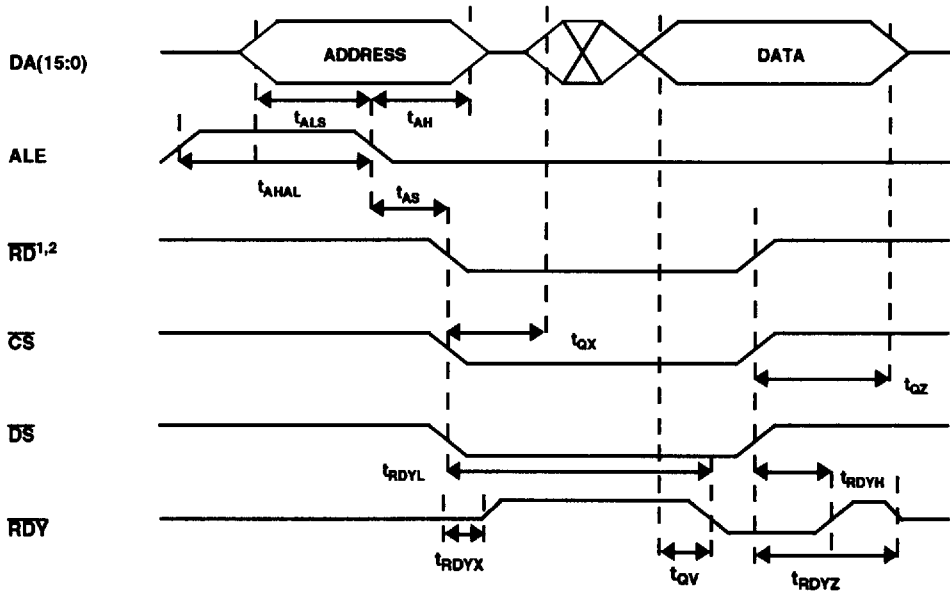 DA(15:0)
ADDRESS
DATA
tALS
tAH
ALE
tAHAL
tAS
RD1,2
CS
tQX
tQZ
DS
tRDYL
tRDYH
RDY
tRDYX
tQV
tRDYZ